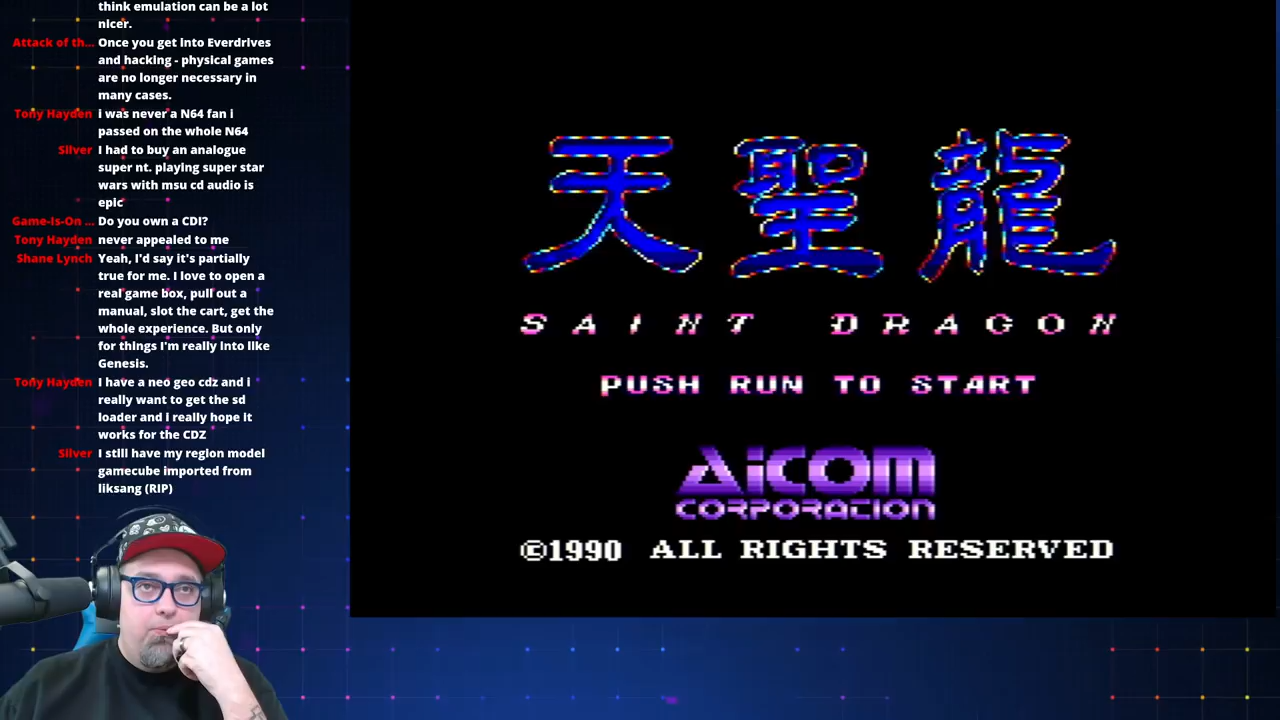 think emulation can be a lot
nicer.
Attack of th... Once you get into Everdrives
and hacking - physical games
are no longer necessary in
many cases.
Tony Hayden I was never a N64 fan i
passed on the whole N64
Silver I had to buy an analogue
super nt. playing super star
wars with msu cd audio is
epic
Game-Is-On ... Do you own a CDI?
Tony Hayden never appealed to me
Shane Lynch Yeah, I'd say it's partially
true for me. I love to open a
real game box, pull out a
manual, slot the cart, get the
whole experience. But only
for things I'm really into like
Genesis.
Tony Hayden I have a neo geo cdz and i
really want to get the sd
loader and I really hope it
works for the CDZ
Silver I still have my region model
gamecube imported from
liksang (RIP)
天聖龍
SAINT DRAGON
PUSH RUN TO START
AiCOM
CORPORATION
©1990 ALL RIGHTS RESERVED